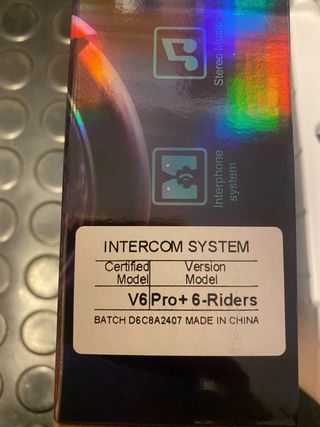 Stereo Music
Interphone
system
INTERCOM SYSTEM
Certified Version
Model Model
V6 Pro+ 6-Riders
BATCH D6C8A2407 MADE IN CHINA